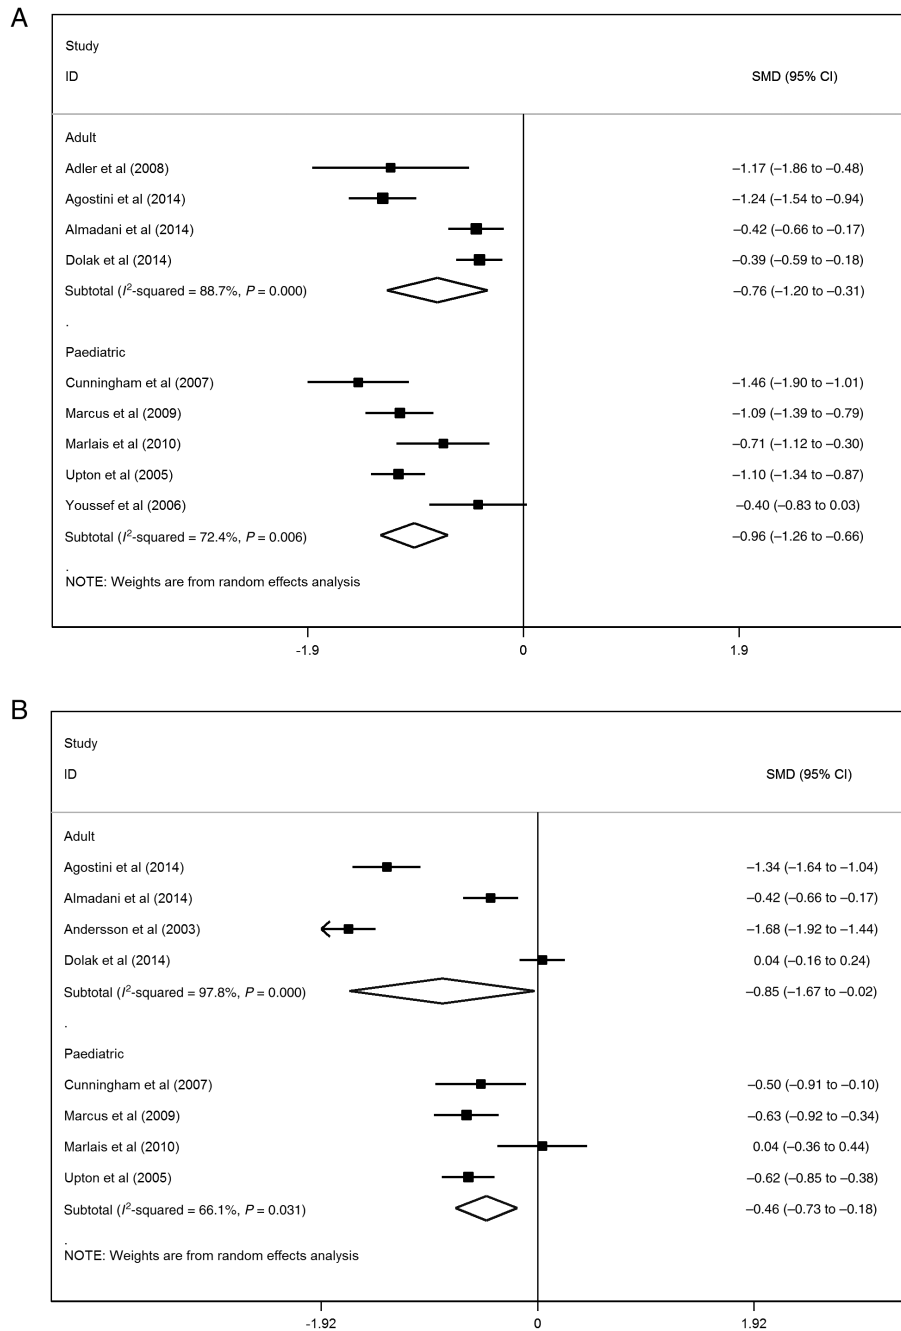 A
Study
ID SMD (95% CI)
Adult
Adler et al (2008) –1.17 (–1.86 to –0.48)
Agostini et al (2014) –1.24 (–1.54 to –0.94)
Almadani et al (2014) –0.42 (–0.66 to –0.17)
Dolak et al (2014) –0.39 (–0.59 to –0.18)
Subtotal (I²-squared = 88.7%, P = 0.000) –0.76 (–1.20 to –0.31)
.
Paediatric
Cunningham et al (2007) –1.46 (–1.90 to –1.01)
Marcus et al (2009) –1.09 (–1.39 to –0.79)
Marlais et al (2010) –0.71 (–1.12 to –0.30)
Upton et al (2005) –1.10 (–1.34 to –0.87)
Youssef et al (2006) –0.40 (–0.83 to 0.03)
Subtotal (I²-squared = 72.4%, P = 0.006) –0.96 (–1.26 to –0.66)
.
NOTE: Weights are from random effects analysis
-1.9 0 1.9
B
Study
ID SMD (95% CI)
Adult
Agostini et al (2014) –1.34 (–1.64 to –1.04)
Almadani et al (2014) –0.42 (–0.66 to –0.17)
Andersson et al (2003) –1.68 (–1.92 to –1.44)
Dolak et al (2014) 0.04 (–0.16 to 0.24)
Subtotal (I²-squared = 97.8%, P = 0.000) –0.85 (–1.67 to –0.02)
.
Paediatric
Cunningham et al (2007) –0.50 (–0.91 to –0.10)
Marcus et al (2009) –0.63 (–0.92 to –0.34)
Marlais et al (2010) 0.04 (–0.36 to 0.44)
Upton et al (2005) –0.62 (–0.85 to –0.38)
Subtotal (I²-squared = 66.1%, P = 0.031) –0.46 (–0.73 to –0.18)
.
NOTE: Weights are from random effects analysis
-1.92 0 1.92